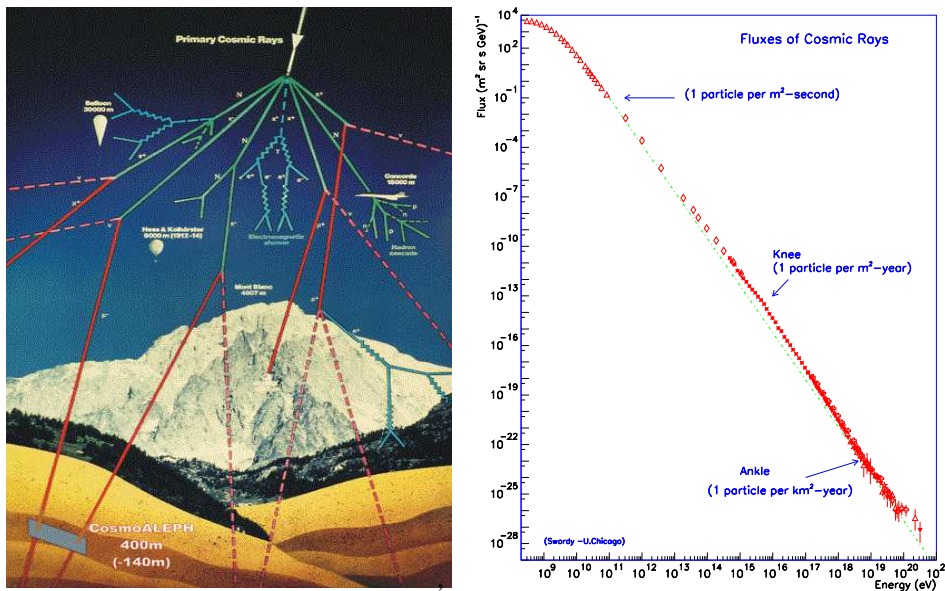 Primary Cosmic Rays
Balloon
30000 m
Concorde
15000 m
Hess & Kolhörster
9000 m (1912-14)
Electromagnetic
shower
Hadron
cascade
Mont Blanc
4807 m
CosmoALEPH
400m
(-140m)
Fluxes of Cosmic Rays
Flux (m² sr s GeV)⁻¹
10⁴
10²
10⁻¹
10⁻⁴
10⁻⁷
10⁻¹⁰
10⁻¹³
10⁻¹⁶
10⁻¹⁹
10⁻²²
10⁻²⁵
10⁻²⁸
(1 particle per m²−second)
Knee
(1 particle per m²−year)
Ankle
(1 particle per km²−year)
(Swordy −U.Chicago)
10⁹ 10¹⁰ 10¹¹ 10¹² 10¹³ 10¹⁴ 10¹⁵ 10¹⁶ 10¹⁷ 10¹⁸ 10¹⁹ 10²⁰ 10²
Energy (eV)